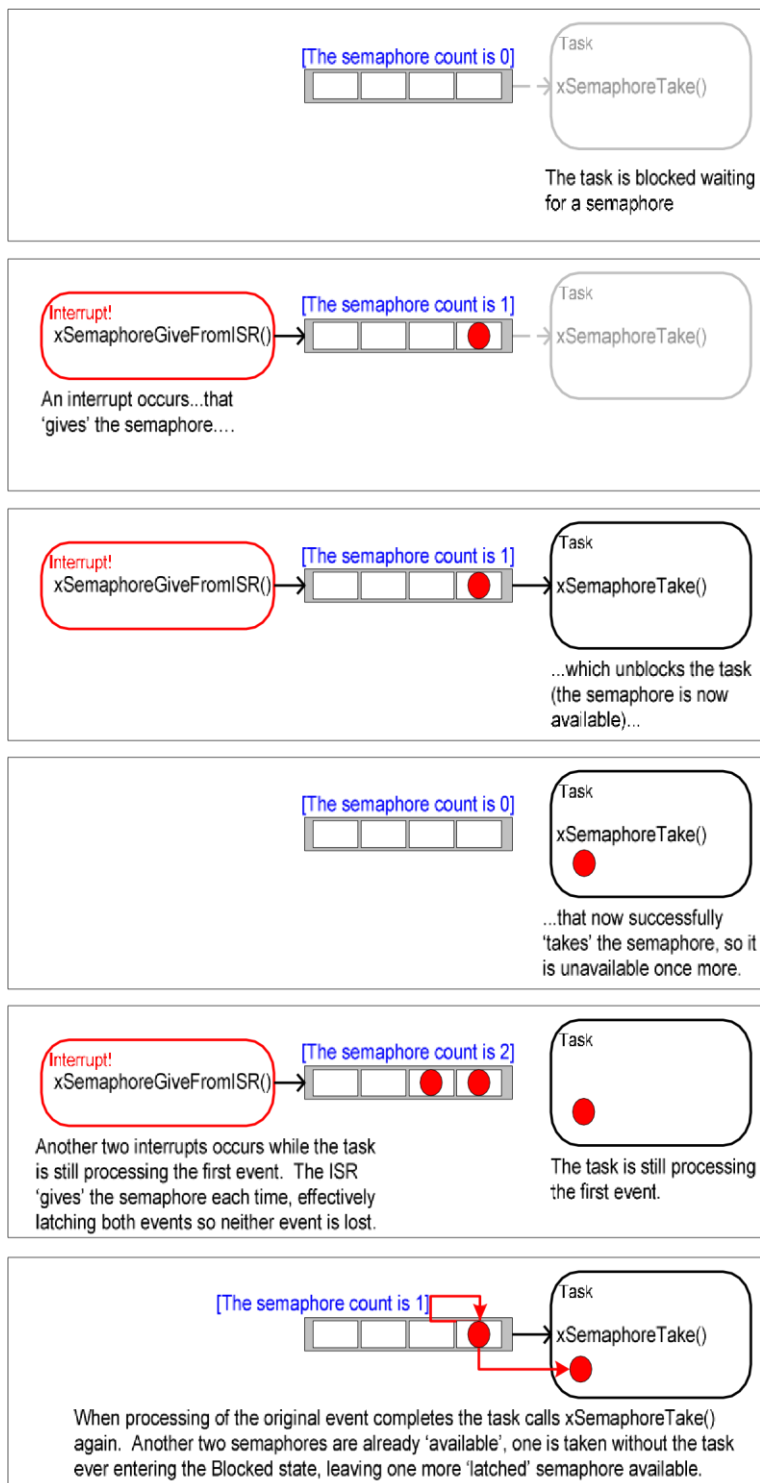 [The semaphore count is 0]
Task
xSemaphoreTake()
The task is blocked waiting
for a semaphore
Interrupt!
xSemaphoreGiveFromISR()
[The semaphore count is 1]
Task
xSemaphoreTake()
An interrupt occurs...that
‘gives’ the semaphore….
Interrupt!
xSemaphoreGiveFromISR()
[The semaphore count is 1]
Task
xSemaphoreTake()
...which unblocks the task
(the semaphore is now
available)...
[The semaphore count is 0]
Task
xSemaphoreTake()
...that now successfully
‘takes’ the semaphore, so it
is unavailable once more.
Interrupt!
xSemaphoreGiveFromISR()
[The semaphore count is 2]
Task
Another two interrupts occurs while the task
is still processing the first event. The ISR
‘gives’ the semaphore each time, effectively
latching both events so neither event is lost.
The task is still processing
the first event.
[The semaphore count is 1]
Task
xSemaphoreTake()
When processing of the original event completes the task calls xSemaphoreTake()
again. Another two semaphores are already ‘available’, one is taken without the task
ever entering the Blocked state, leaving one more ‘latched’ semaphore available.